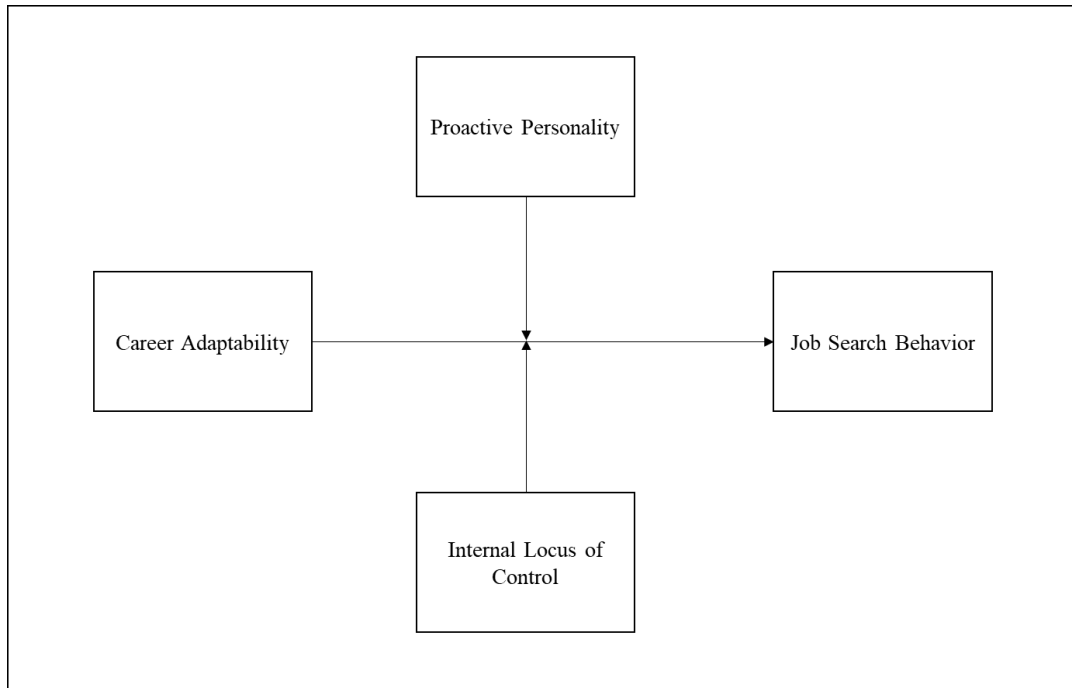 Proactive Personality
Career Adaptability
Job Search Behavior
Internal Locus of
Control